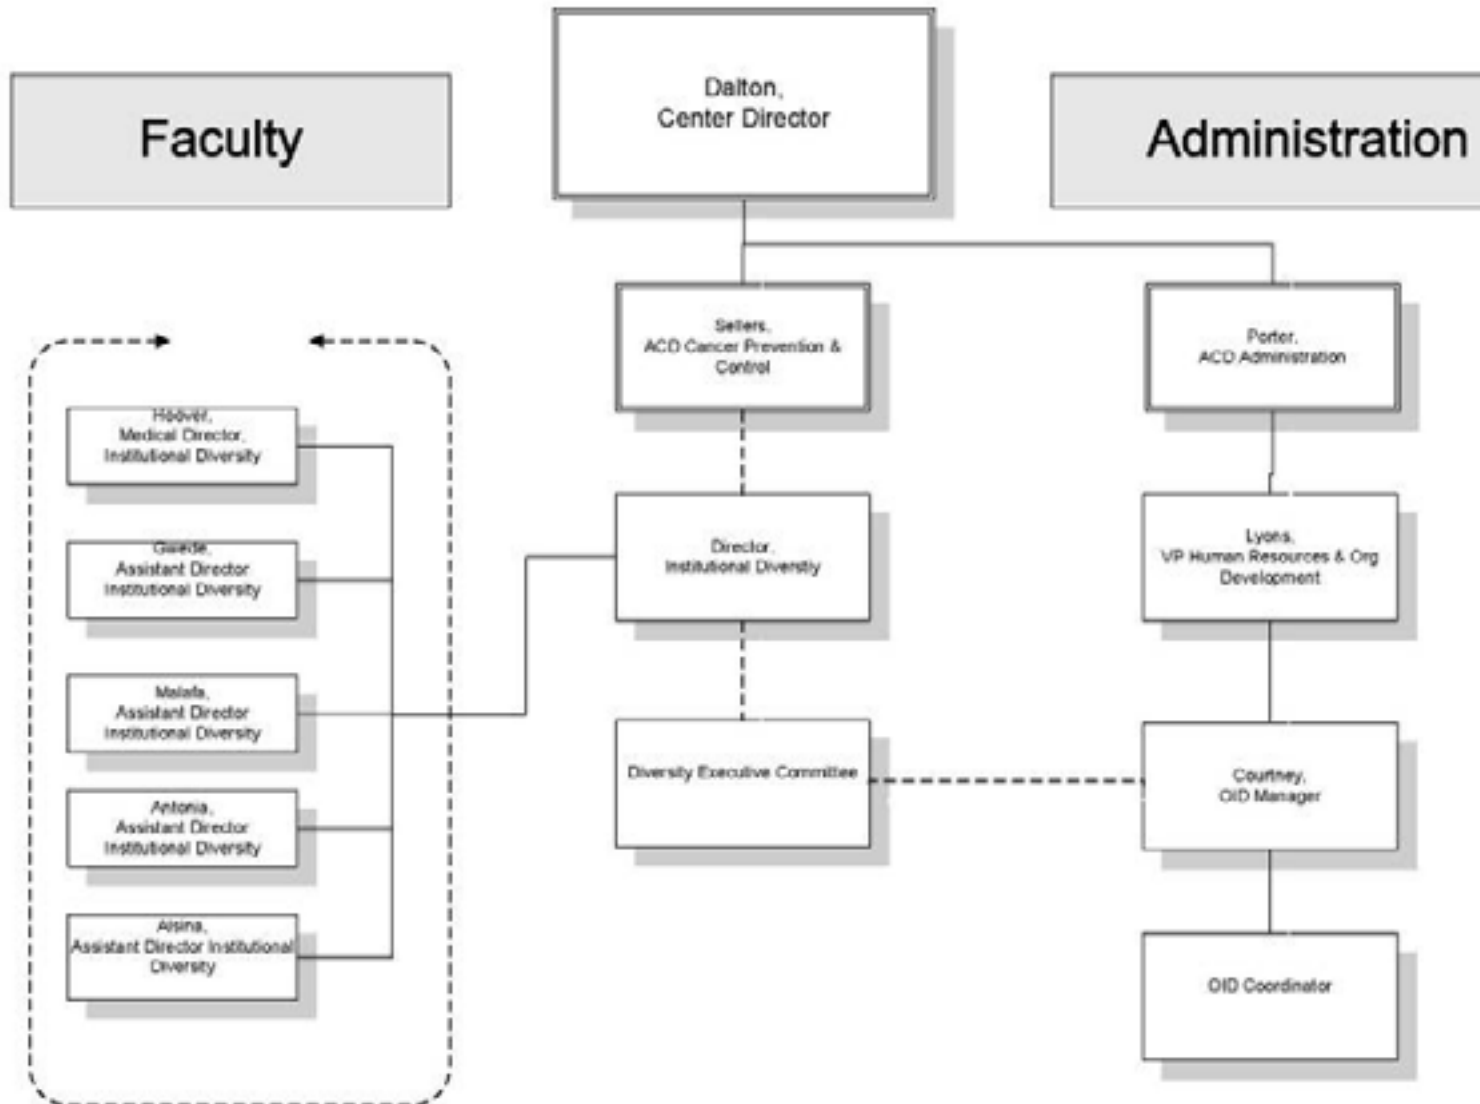 Dalton,
Center Director
Faculty
Administration
Sellers,
ACD Cancer Prevention &
Control
Porter,
ACD Administration
Hoover,
Medical Director,
Institutional Diversity
Gwede,
Assistant Director
Institutional Diversity
Malafa,
Assistant Director
Institutional Diversity
Antonia,
Assistant Director
Institutional Diversity
Alsina,
Assistant Director Institutional
Diversity
Director,
Institutional Diverstiy
Diversity Executive Committee
Lyons,
VP Human Resources & Org
Development
Courtney,
OID Manager
OID Coordinator